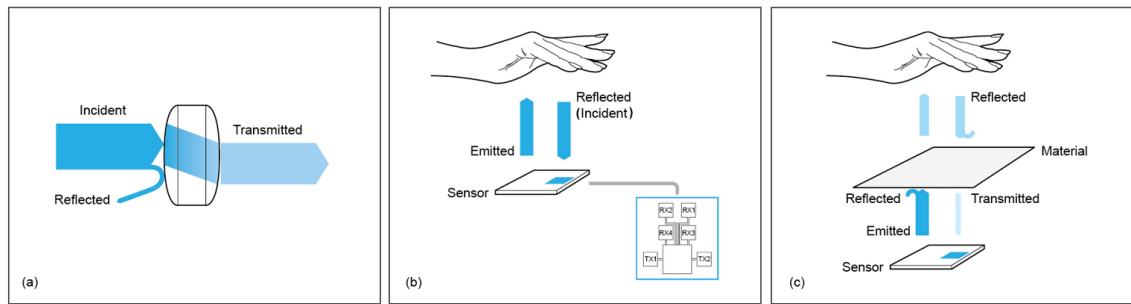 Incident
Transmitted
Reflected
(a)
Reflected
(Incident)
Emitted
Sensor
RX2 RX1
RX4 RX3
TX1 TX2
(b)
Reflected
Material
Reflected Transmitted
Emitted
Sensor
(c)